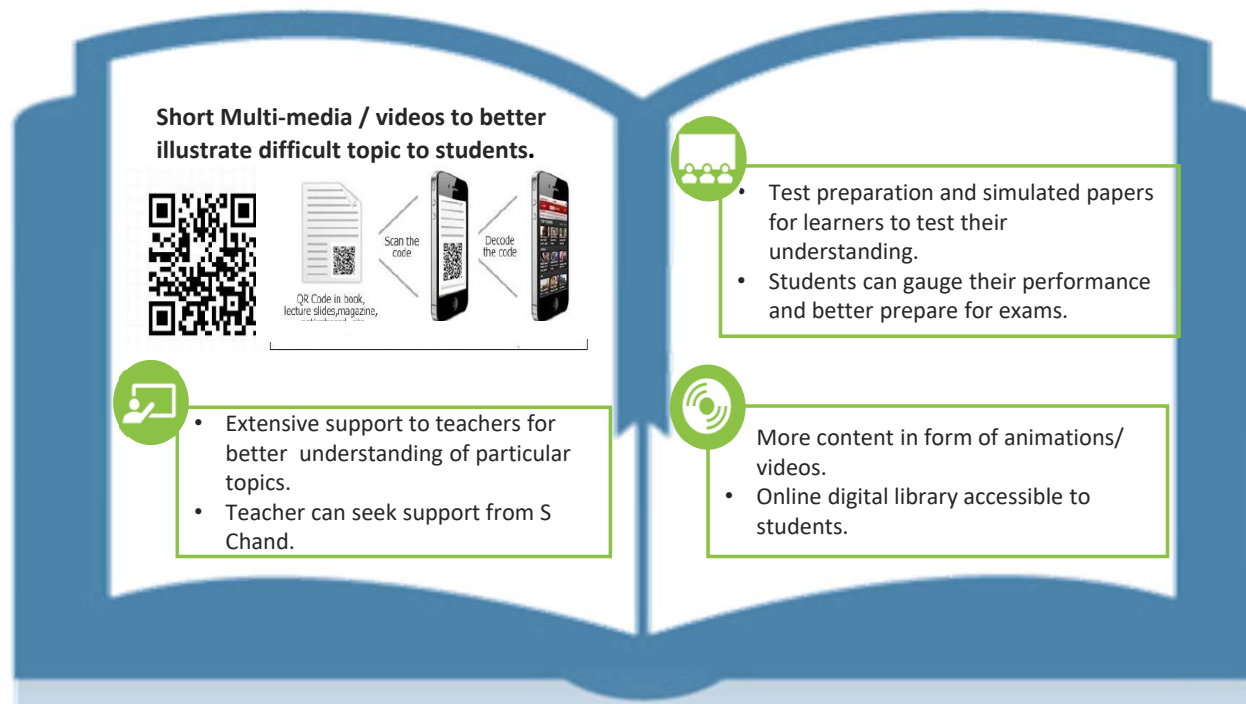 Short Multi-media / videos to better
illustrate difficult topic to students.
Scan the
code
Decode
the code
QR Code in book,
lecture slides,magazine,
• Extensive support to teachers for
better understanding of particular
topics.
• Teacher can seek support from S
Chand.
• Test preparation and simulated papers
for learners to test their
understanding.
• Students can gauge their performance
and better prepare for exams.
More content in form of animations/
videos.
• Online digital library accessible to
students.